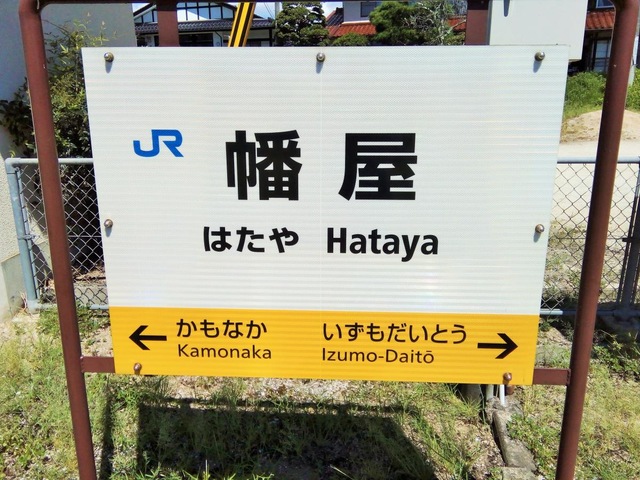 JR 幡屋
はたや Hataya
かもなか いずもだいとう
Kamonaka Izumo-Daitō